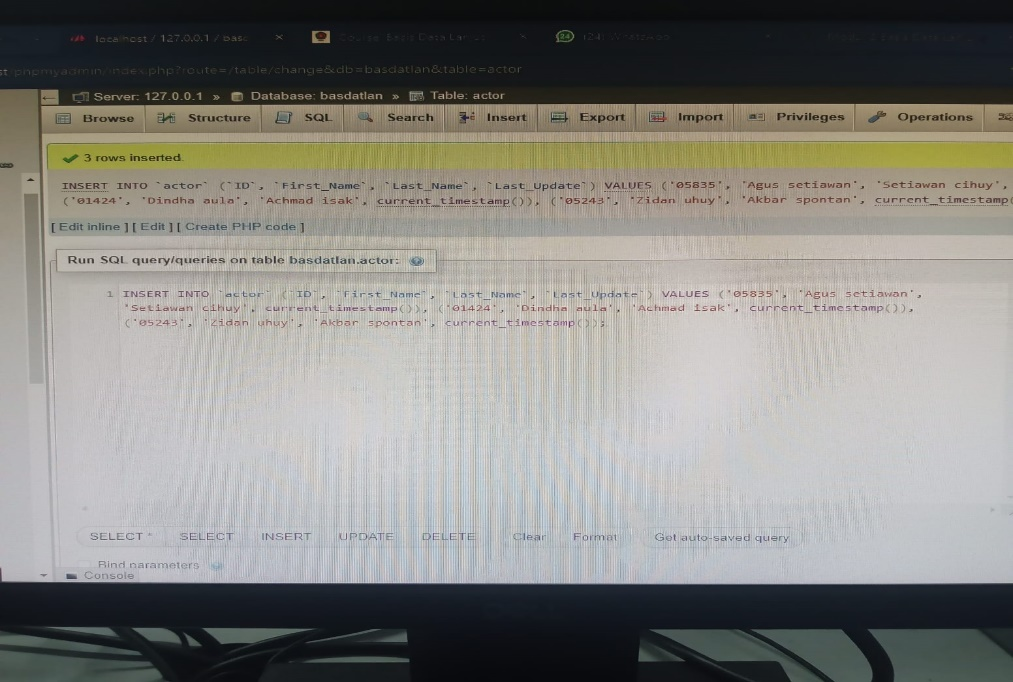 localhost / 127.0.0.1 / bas
Course Basis Data Lanjut
(24) WhatsApp
st/phpmyadmin/index.php?route=/table/change&db=basdatlan&table=actor
Server: 127.0.0.1 » Database: basdatlan » Table: actor
Browse Structure SQL Search Insert Export Import Privileges Operations
3 rows inserted.
INSERT INTO `actor` (`ID`, `First_Name`, `Last_Name`, `Last_Update`) VALUES ('05835', 'Agus setiawan', 'Setiawan cihuy',
('01424', 'Dindha aula', 'Achmad isak', current_timestamp()), ('05243', 'Zidan uhuy', 'Akbar spontan', current_timestamp(
[ Edit inline ] [ Edit ] [ Create PHP code ]
Run SQL query/queries on table basdatlan.actor:
1 INSERT INTO `actor` (`ID`, `First_Name`, `Last_Name`, `Last_Update`) VALUES ('05835', 'Agus setiawan',
'Setiawan cihuy', current_timestamp()), ('01424', 'Dindha aula', 'Achmad isak', current_timestamp()),
('05243', 'Zidan uhuy', 'Akbar spontan', current_timestamp());
SELECT * SELECT INSERT UPDATE DELETE Clear Format Get auto-saved query
Bind parameters
Console